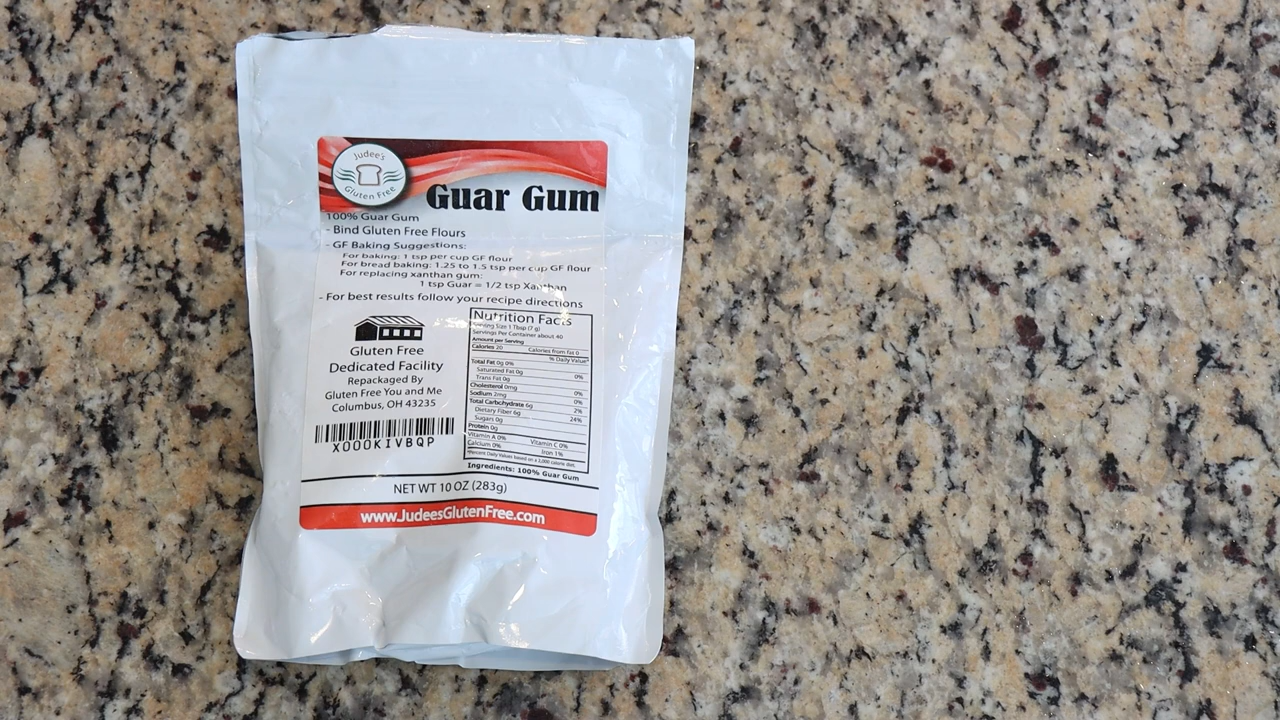 Judee's
Gluten Free
Guar Gum
100% Guar Gum
- Bind Gluten Free Flours
- GF Baking Suggestions:
For baking: 1 tsp per cup GF flour
For bread baking: 1.25 to 1.5 tsp per cup GF flour
For replacing xanthan gum:
1 tsp Guar = 1/2 tsp Xanthan
- For best results follow your recipe directions
Gluten Free
Dedicated Facility
Repackaged By
Gluten Free You and Me
Columbus, OH 43235
X000KIVBQP
Nutrition Facts
Serving Size 1 Tbsp (7 g)
Servings Per Container about 40
Amount per Serving
Calories 20 Calories from fat 0
% Daily Value*
Total Fat 0g 0%
Saturated Fat 0g 0%
Trans Fat 0g
Cholesterol 0mg 0%
Sodium 2mg 0%
Total Carbohydrate 6g 2%
Dietary Fiber 6g 24%
Sugars 0g
Protein 0g
Vitamin A 0% Vitamin C 0%
Calcium 0% Iron 1%
*Percent Daily Values based on a 2,000 calorie diet.
Ingredients: 100% Guar Gum
NET WT 10 OZ (283g)
www.JudeesGlutenFree.com